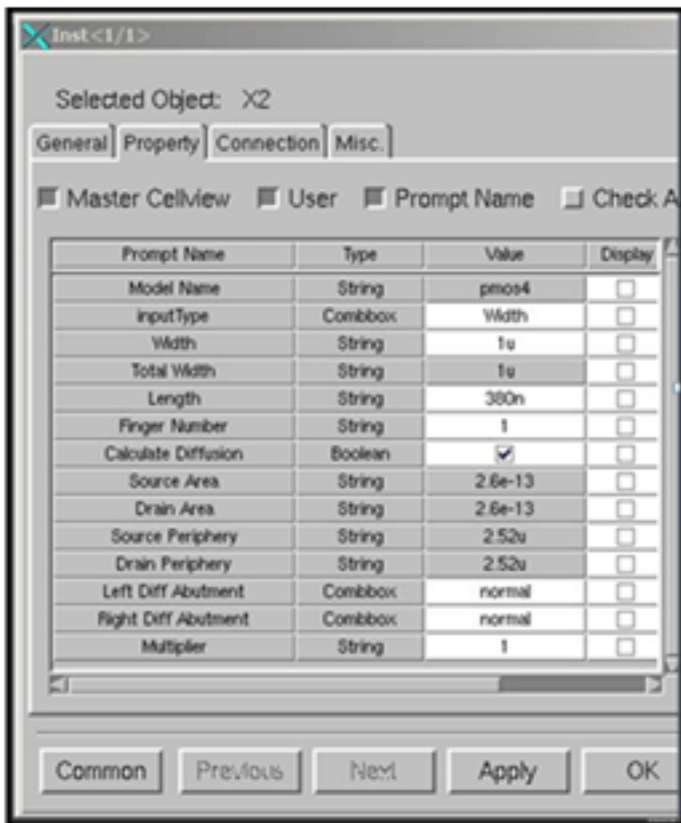 Inst<1/1>
Selected Object: X2
General Property Connection Misc.
Master Cellview User Prompt Name Check A
Prompt Name Type Value Display
Model Name String pmos4
inputType Combbox Width
Width String 1u
Total Width String 1u
Length String 380n
Finger Number String 1
Calculate Diffusion Boolean
Source Area String 2.6e-13
Drain Area String 2.6e-13
Source Periphery String 2.52u
Drain Periphery String 2.52u
Left Diff Abutment Combbox normal
Right Diff Abutment Combbox normal
Multiplier String 1
Common Previous Next Apply OK